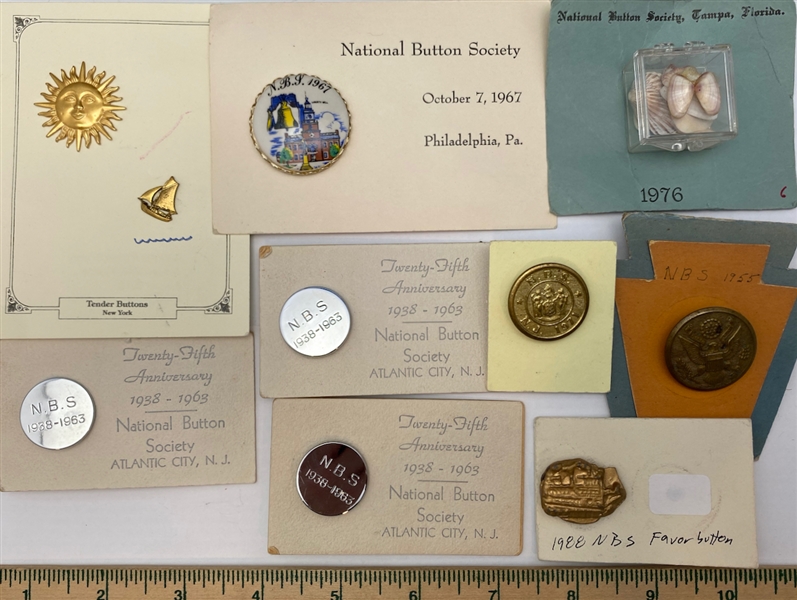 Tender Buttons
New York
N.B.S. 1967
National Button Society
October 7, 1967
Philadelphia, Pa.
National Button Society, Tampa, Florida.
1976
6
N.B.S
1938-1963
Twenty-Fifth
Anniversary
1938 - 1963
National Button
Society
ATLANTIC CITY, N. J.
N.B.S.
1971
NBS 1955
N.B.S
1938-1963
Twenty-Fifth
Anniversary
1938 - 1963
National Button
Society
ATLANTIC CITY, N. J.
N.B.S
1938-1963
Twenty-Fifth
Anniversary
1938 - 1963
National Button
Society
ATLANTIC CITY, N. J.
1988 NBS Favor button
1 2 3 4 5 6 7 8 9 10